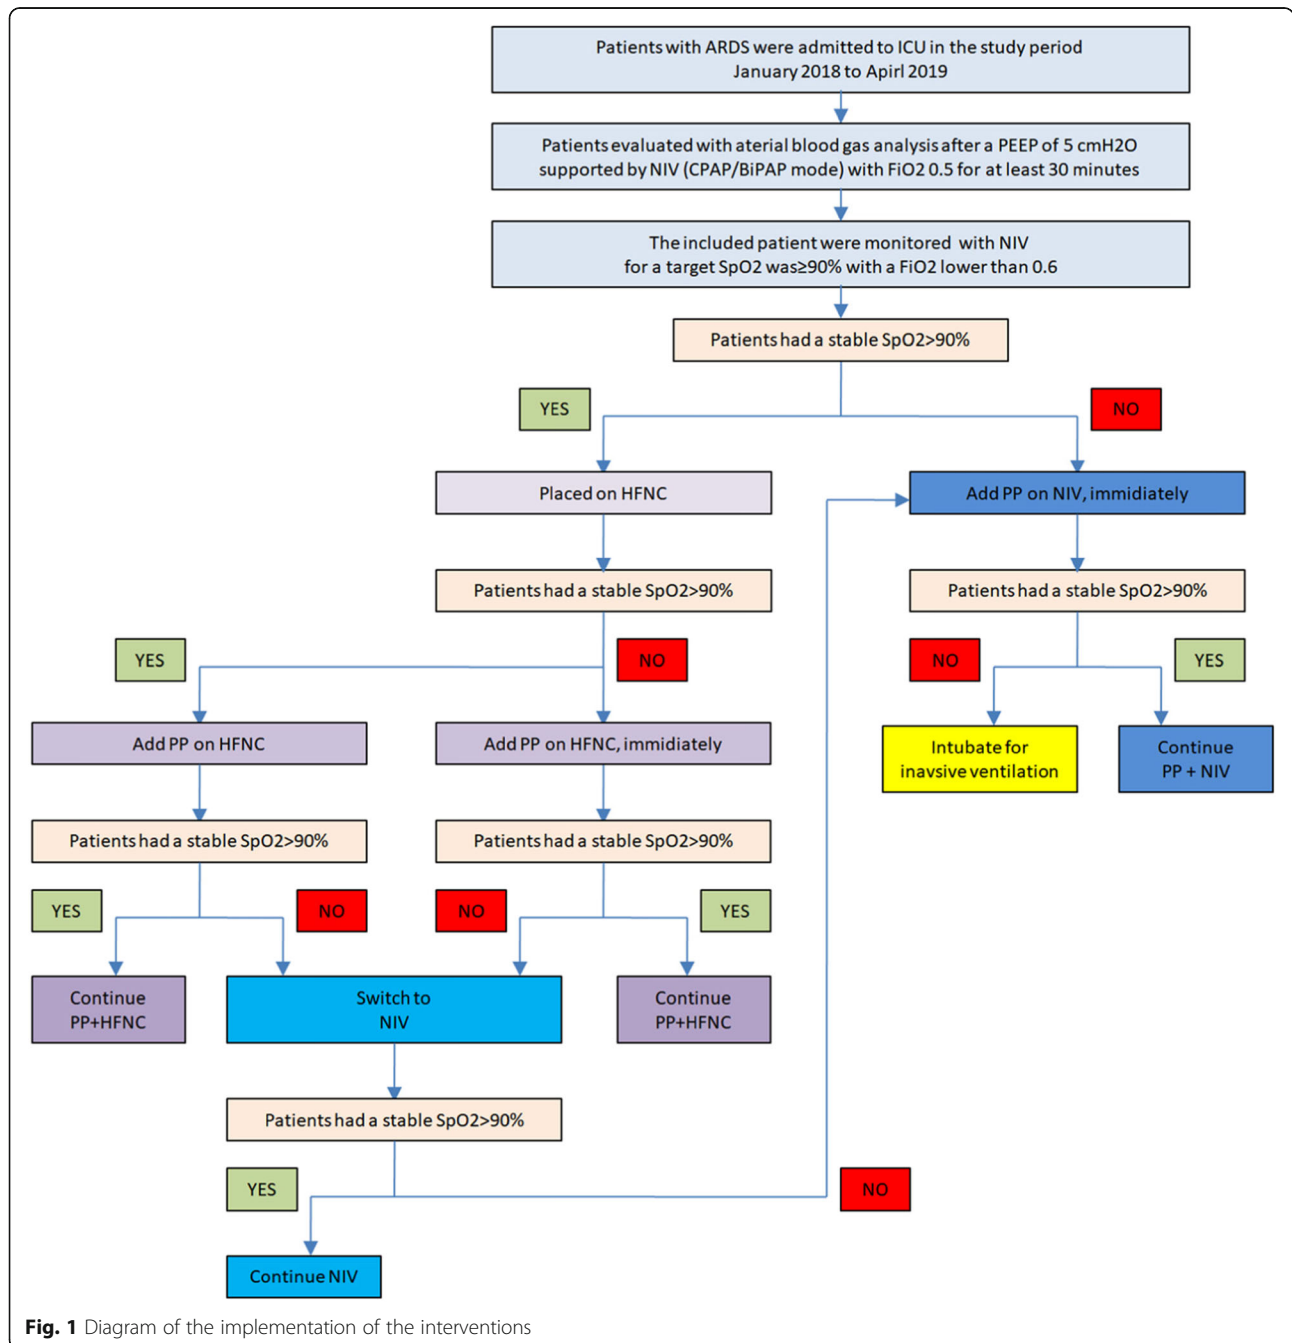 Patients with ARDS were admitted to ICU in the study period
January 2018 to Apirl 2019
Patients evaluated with aterial blood gas analysis after a PEEP of 5 cmH2O
supported by NIV (CPAP/BiPAP mode) with FiO2 0.5 for at least 30 minutes
The included patient were monitored with NIV
for a target SpO2 was≥90% with a FiO2 lower than 0.6
Patients had a stable SpO2>90%
YES
NO
Placed on HFNC
Add PP on NIV, immidiately
Patients had a stable SpO2>90%
Patients had a stable SpO2>90%
YES
NO
NO
YES
Add PP on HFNC
Add PP on HFNC, immidiately
Intubate for
inavsive ventilation
Continue
PP + NIV
Patients had a stable SpO2>90%
Patients had a stable SpO2>90%
YES
NO
NO
YES
Continue
PP+HFNC
Switch to
NIV
Continue
PP+HFNC
Patients had a stable SpO2>90%
YES
NO
Continue NIV
Fig. 1 Diagram of the implementation of the interventions